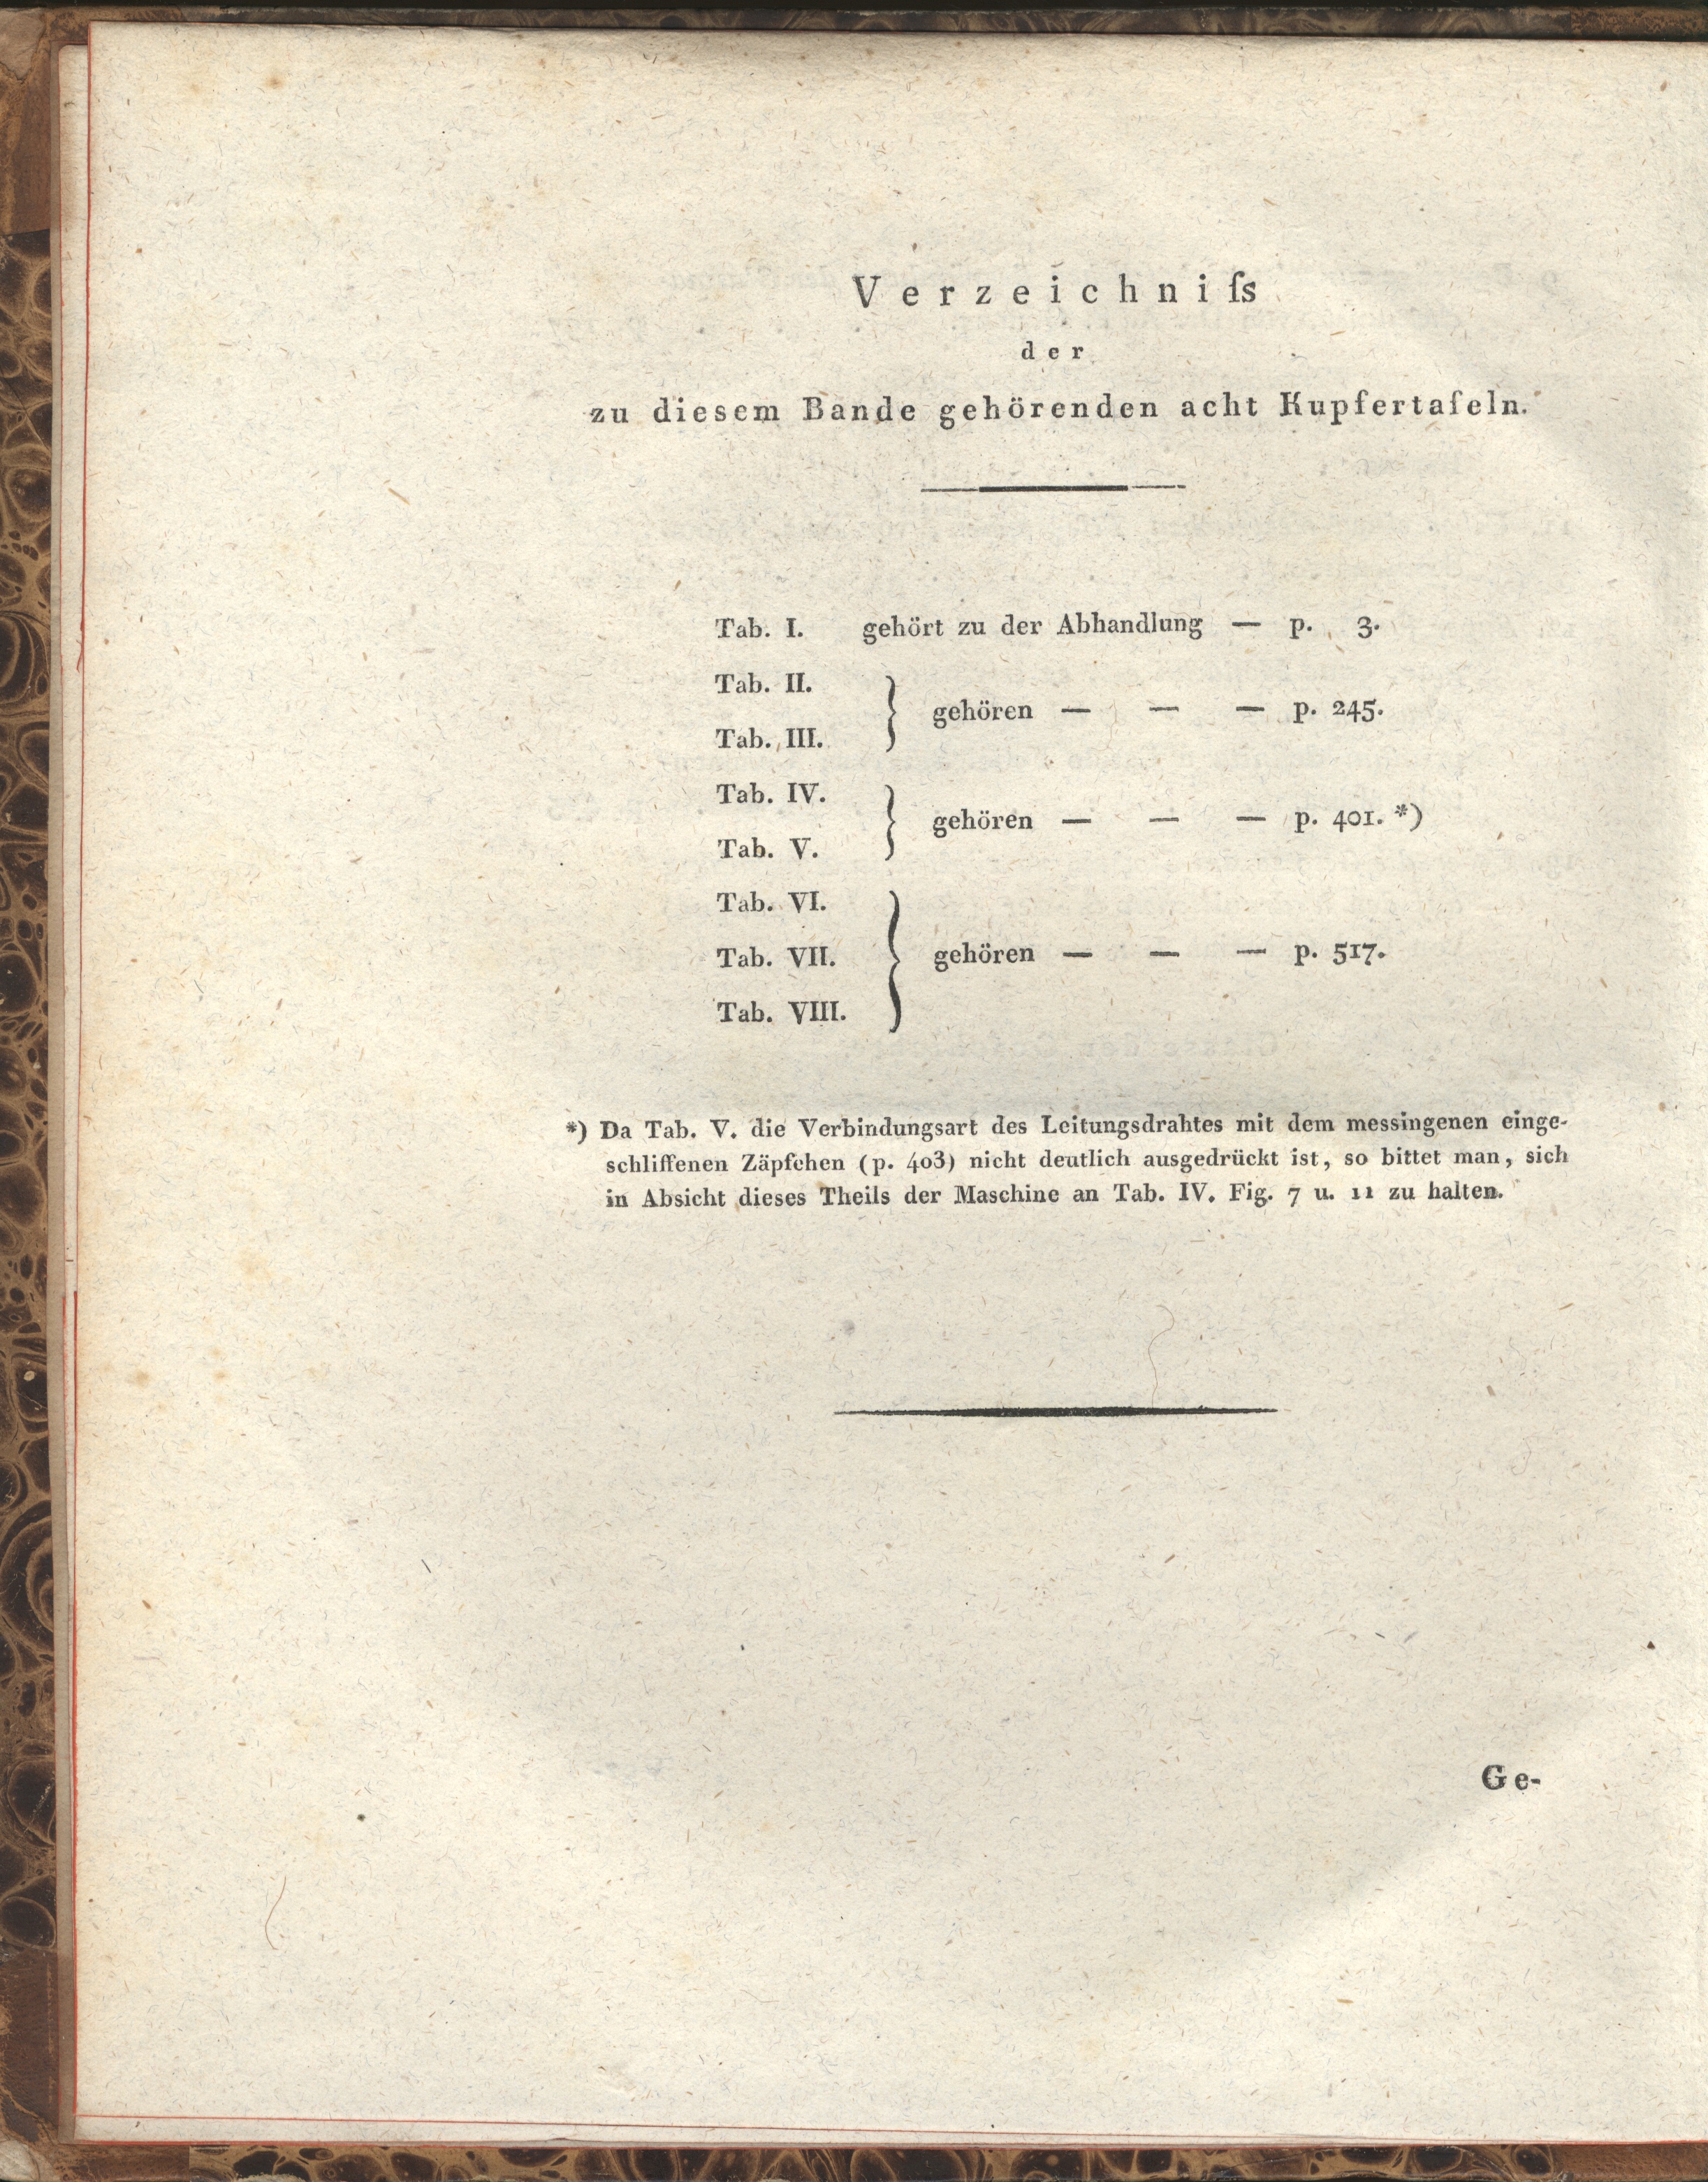 Verzeichniſs
der
zu diesem Bande gehörenden acht Kupfertafeln.
Tab. I. gehört zu der Abhandlung — p. 3.
Tab. II.
Tab. III.
} gehören — — — p. 245.
Tab. IV.
Tab. V.
} gehören — — — p. 401. *)
Tab. VI.
Tab. VII.
Tab. VIII.
} gehören — — — p. 517.
*) Da Tab. V. die Verbindungsart des Leitungsdrahtes mit dem messingenen einge-
schliffenen Zäpfchen (p. 403) nicht deutlich ausgedrückt ist, so bittet man, sich
in Absicht dieses Theils der Maschine an Tab. IV. Fig. 7 u. 11 zu halten.
Ge-